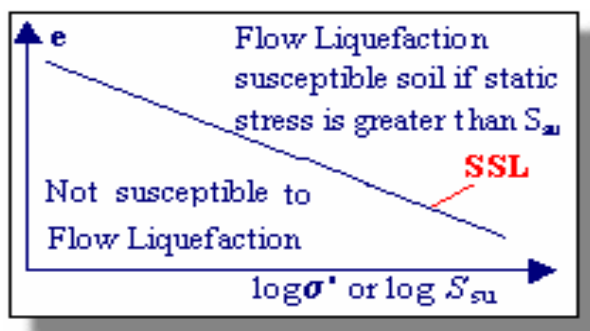 e
Flow Liquefaction
susceptible soil if static
stress is greater than Ssu
SSL
Not susceptible to
Flow Liquefaction
logσ' or log Ssu